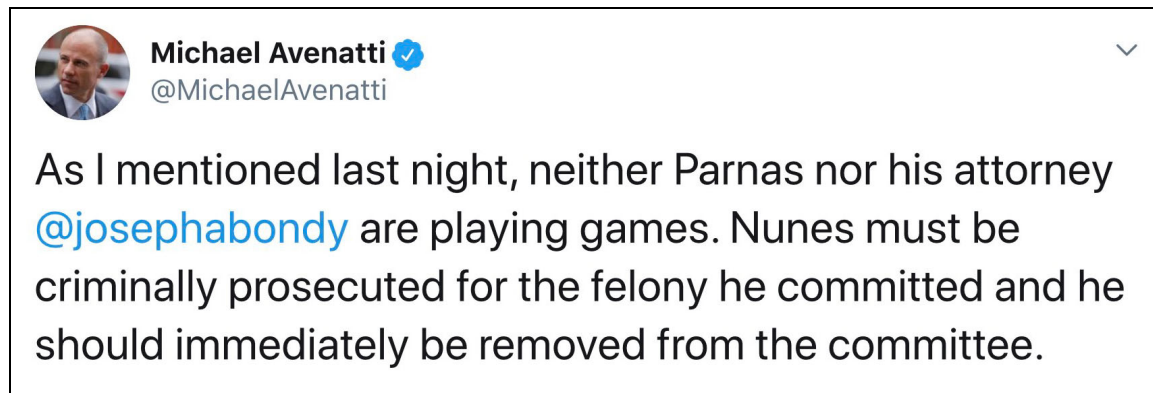 Michael Avenatti
@MichaelAvenatti
As I mentioned last night, neither Parnas nor his attorney
@josephabondy are playing games. Nunes must be
criminally prosecuted for the felony he committed and he
should immediately be removed from the committee.